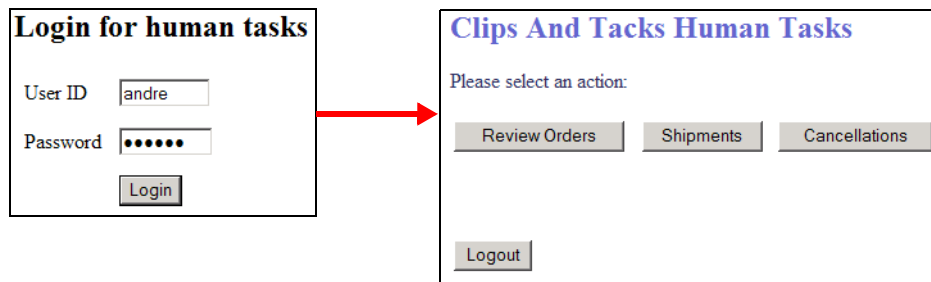 Login for human tasks
User ID andre
Password ••••••
Login
Clips And Tacks Human Tasks
Please select an action:
Review Orders Shipments Cancellations
Logout